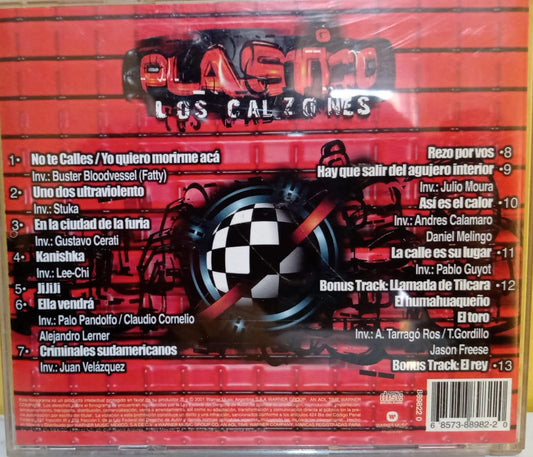 PLASTICO
LOS CALZONES
1• No te Calles / Yo quiero morirme acá
Inv.: Buster Bloodvessel (Fatty)
2• Uno dos ultraviolento
Inv.: Stuka
3• En la ciudad de la furia
Inv.: Gustavo Cerati
4• Kanishka
Inv.: Lee-Chi
5• JiJiJi
6• Ella vendrá
Inv.: Palo Pandolfo / Claudio Cornelio
Alejandro Lerner
7• Criminales sudamericanos
Inv.: Juan Velázquez
Rezo por vos •8
Hay que salir del agujero interior •9
Inv.: Julio Moura
Así es el calor •10
Inv.: Andres Calamaro
Daniel Melingo
La calle es su lugar •11
Inv.: Pablo Guyot
Bonus Track: Llamada de Tilcara •12
El humahuaqueño
El toro
Inv.: A. Tarragó Ros / T.Gordillo
Jason Freese
Bonus Track: El rey •13
889822 0
6 8573-88982-2 0